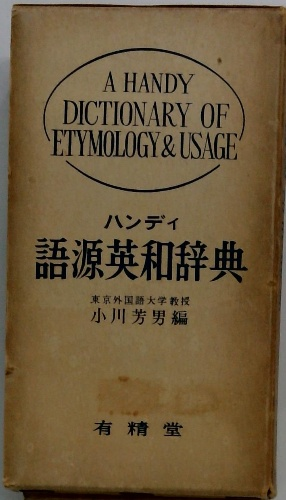 A HANDY
DICTIONARY OF
ETYMOLOGY & USAGE
ハンディ
語源英和辞典
東京外国語大学教授
小川芳男編
有精堂